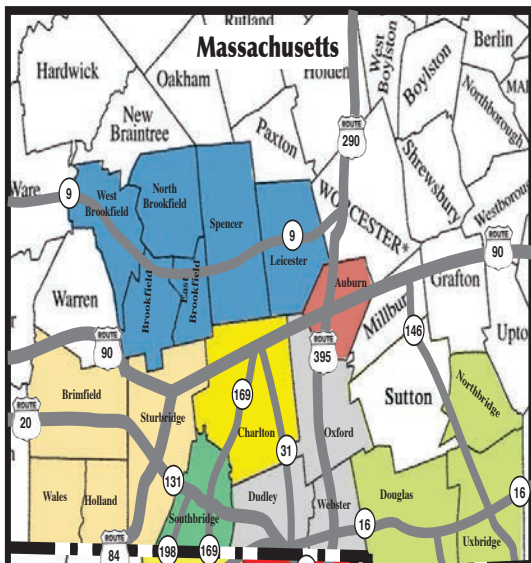 Rutland
Massachusetts
Hardwick
Oakham
Holden
West
Boylston
Boylston
Berlin
Northborough
New
Braintree
Paxton
ROUTE
290
Shrewsbury
Ware
9
West
Brookfield
North
Brookfield
Spencer
9
Leicester
WORCESTER*
Westboro
ROUTE
90
Warren
Brookfield
East
Brookfield
Auburn
Millbur
Grafton
Upto
ROUTE
90
ROUTE
395
146
Brimfield
Sturbridge
169
Charlton
31
Oxford
Sutton
Northbridge
ROUTE
20
Wales
Holland
131
Southbridge
Dudley
Webster
Douglas
16
16
Uxbridge
ROUTE
84
198
169